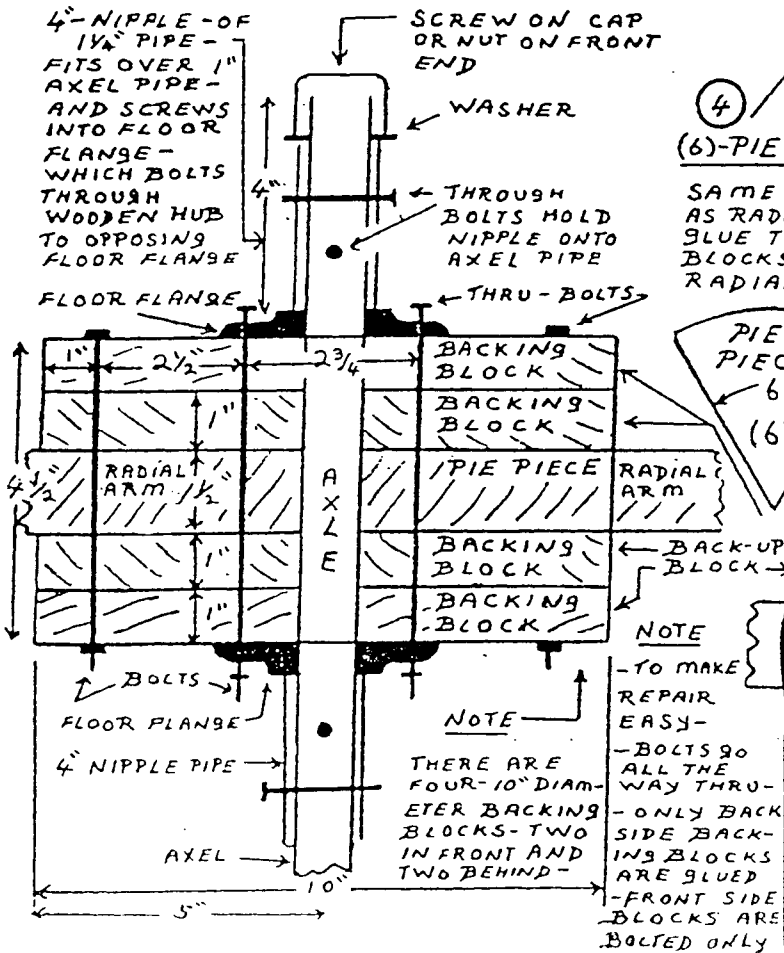 4"-NIPPLE-OF
1¼" PIPE-
FITS OVER 1"
AXEL PIPE-
AND SCREWS
INTO FLOOR
FLANGE-
WHICH BOLTS
THROUGH
WOODEN HUB
TO OPPOSING
FLOOR FLANGE
SCREW ON CAP
OR NUT ON FRONT
END
WASHER
4"
THROUGH
BOLTS HOLD
NIPPLE ONTO
AXEL PIPE
4
(6)-PIE
SAME
AS RAD
GLUE T
BLOCKS
RADIA
FLOOR FLANGE
THRU-BOLTS
PIE
PIEC
6
(6
1"
2½"
2¾
BACKING
BLOCK
1"
BACKING
BLOCK
4½"
RADIAL
ARM
½"
AXLE
PIE PIECE
RADIAL
ARM
1"
BACKING
BLOCK
BACK-UP
BLOCK
1"
BACKING
BLOCK
BOLTS
FLOOR FLANGE
4" NIPPLE PIPE
AXEL
10"
5"
NOTE
THERE ARE
FOUR-10" DIAM-
ETER BACKING
BLOCKS-TWO
IN FRONT AND
TWO BEHIND-
NOTE
-TO MAKE
REPAIR
EASY-
-BOLTS GO
ALL THE
WAY THRU-
-ONLY BACK
SIDE BACK-
ING BLOCKS
ARE GLUED
-FRONT SIDE
BLOCKS ARE
BOLTED ONLY